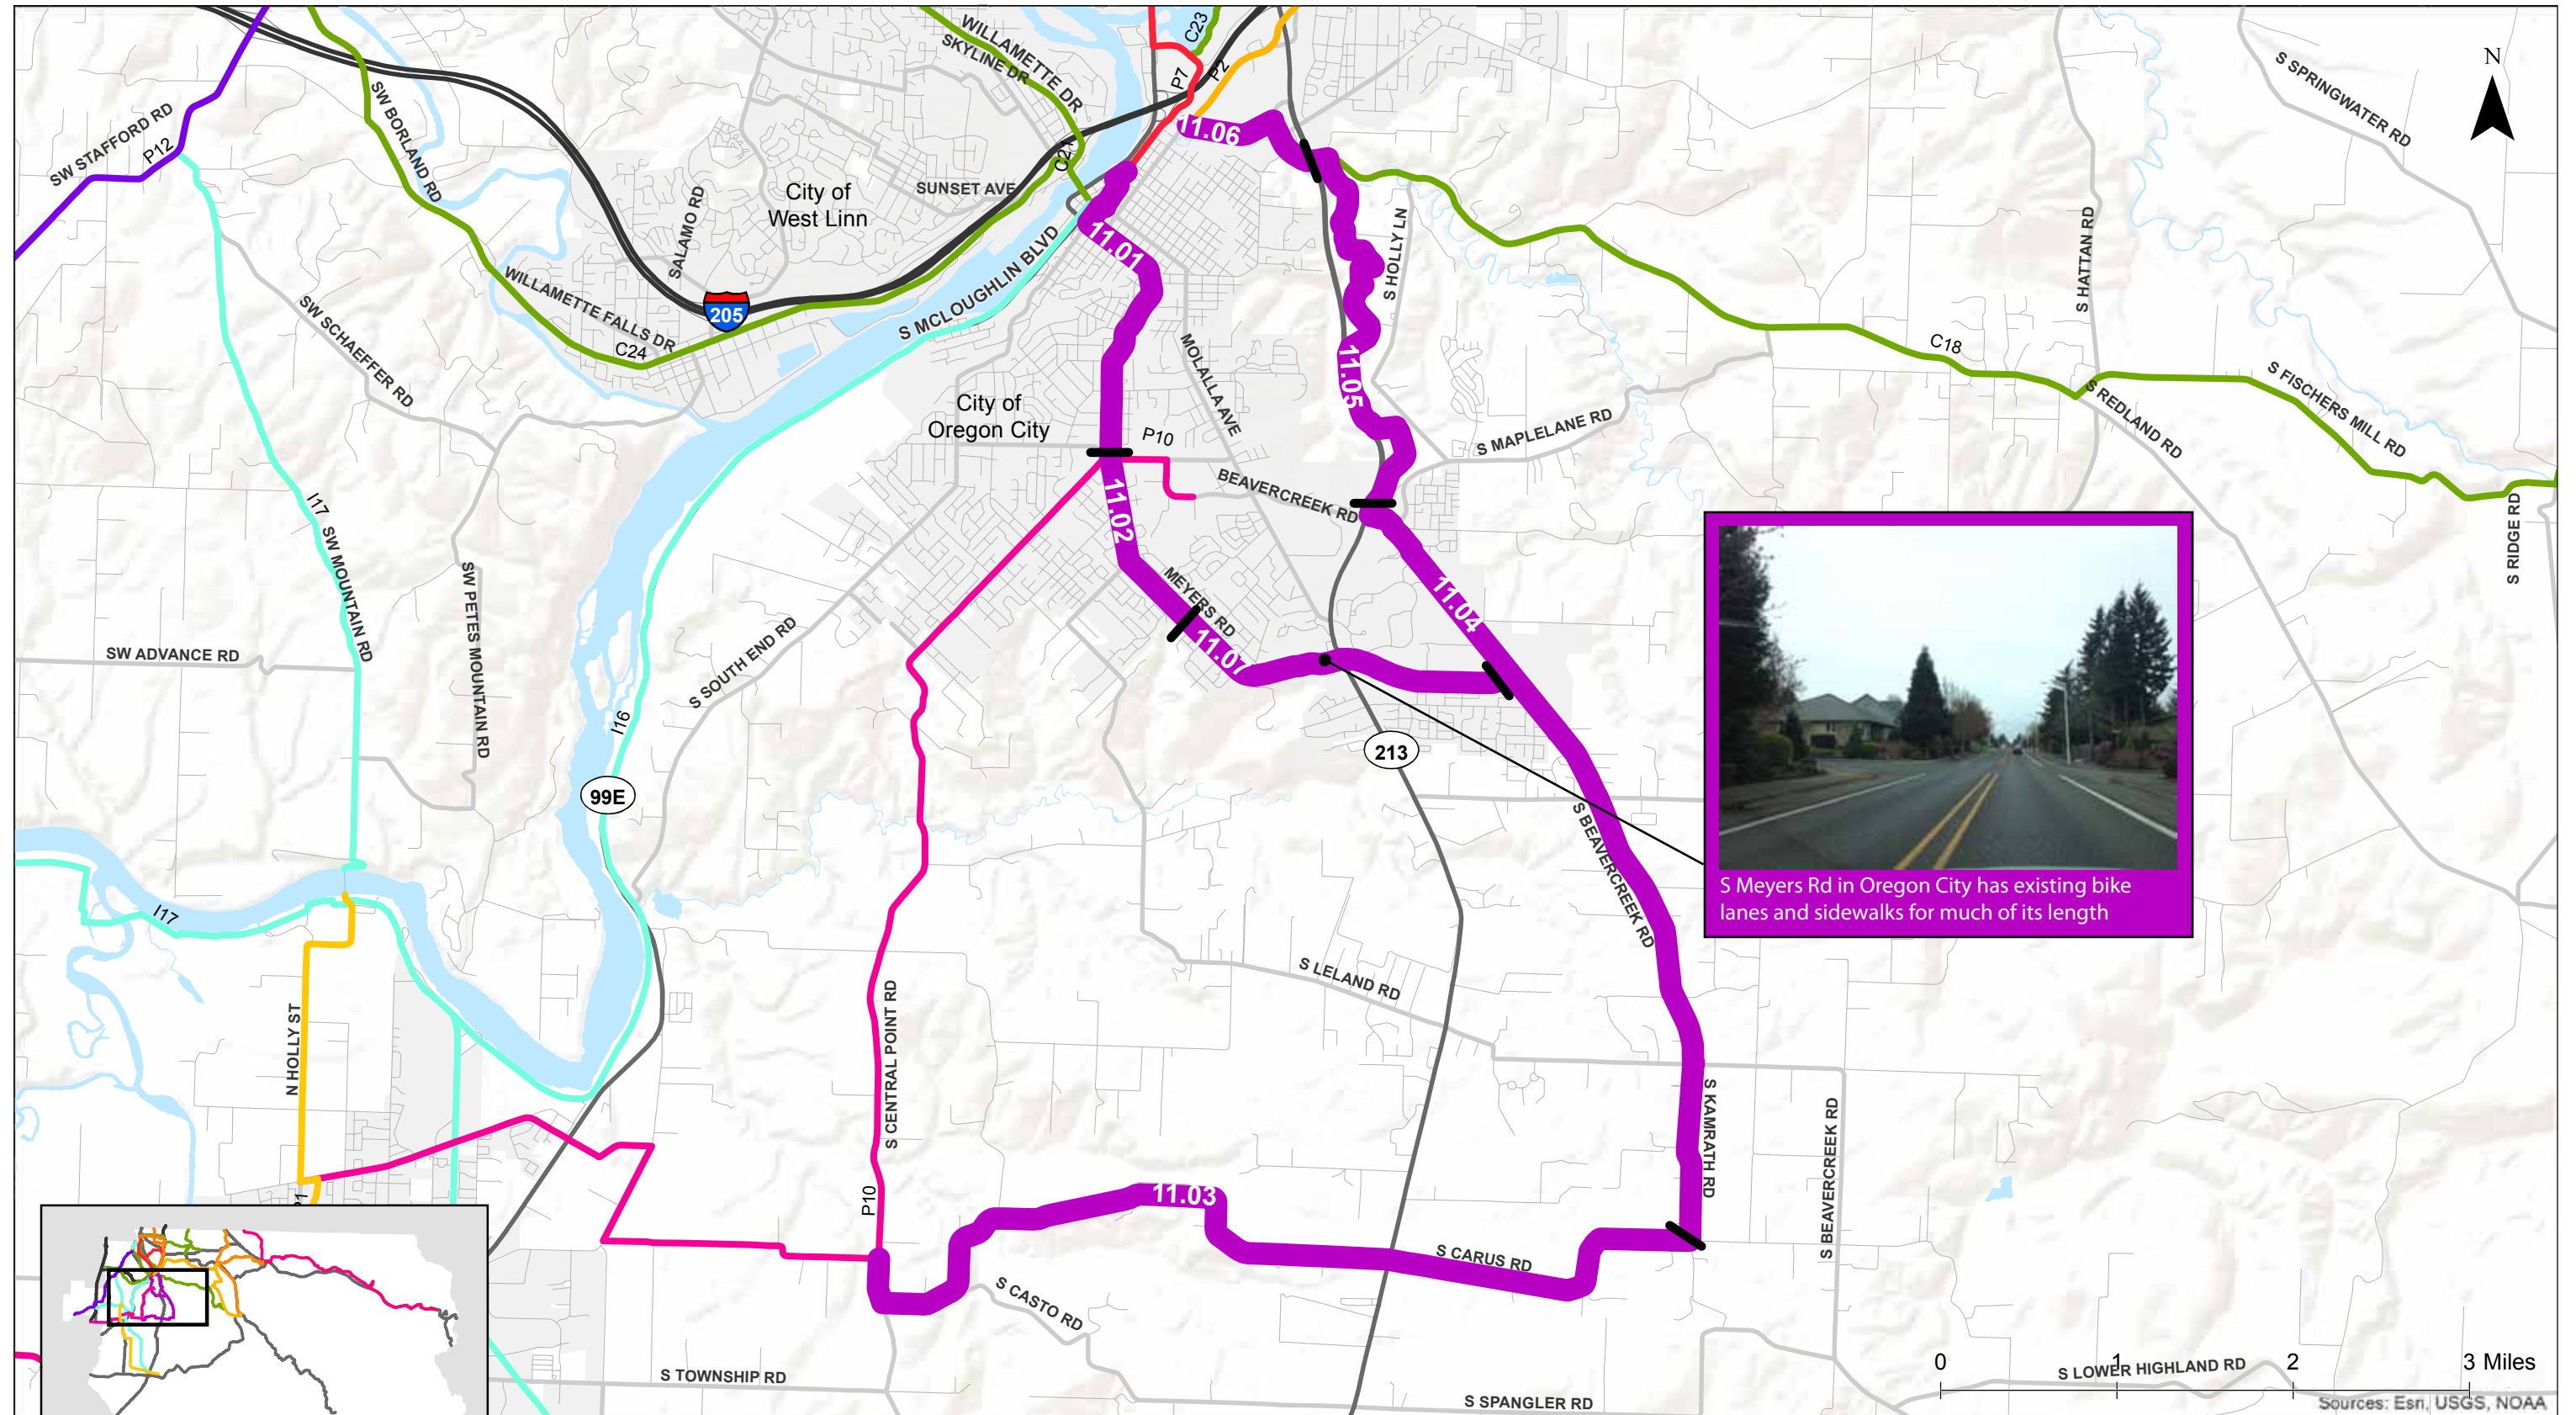 WILLAMETTE DR
SKYLINE DR
C23
P7
P2
N
S SPRINGWATER RD
SW STAFFORD RD
P12
SW BORLAND RD
11.06
C21
City of
West Linn
SUNSET AVE
SALAMO RD
11.01
S HOLLY LN
S HATTAN RD
S MCLOUGHLIN BLVD
WILLAMETTE FALLS DR
205
C24
SW SCHAEFFER RD
MOLALLA AVE
11.05
C18
S FISCHERS MILL RD
S REDLAND RD
City of
Oregon City
P10
S MAPLELANE RD
BEAVERCREEK RD
11.02
I17
SW MOUNTAIN RD
SW PETES MOUNTAIN RD
S RIDGE RD
MEYERS RD
11.04
11.07
SW ADVANCE RD
S SOUTH END RD
I16
213
99E
S BEAVERCREEK RD
S Meyers Rd in Oregon City has existing bike
lanes and sidewalks for much of its length
I17
S LELAND RD
N HOLLY ST
S CENTRAL POINT RD
S KAMRATH RD
S BEAVERCREEK RD
P10
11.03
S CARUS RD
S CASTO RD
S TOWNSHIP RD
S SPANGLER RD
0 1 2 3 Miles
S LOWER HIGHLAND RD
Sources: Esri, USGS, NOAA